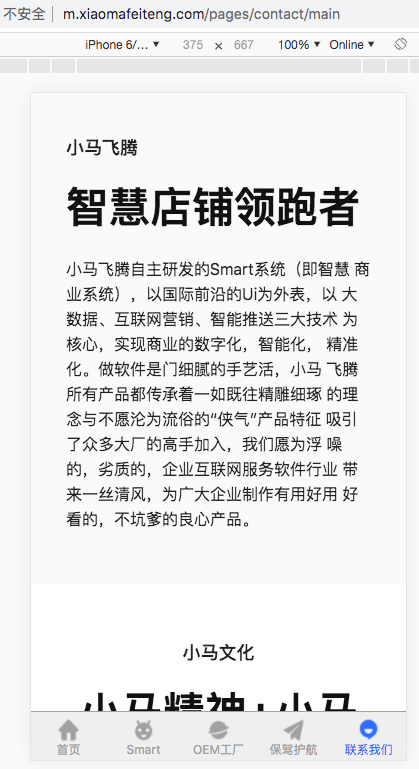 不安全 | m.xiaomafeiteng.com/pages/contact/main
iPhone 6/... ▼ 375 × 667 100% ▼ Online ▼
小马飞腾
智慧店铺领跑者
小马飞腾自主研发的Smart系统（即智慧 商
业系统），以国际前沿的Ui为外表，以 大
数据、互联网营销、智能推送三大技术 为
核心，实现商业的数字化，智能化， 精准
化。做软件是门细腻的手艺活，小马 飞腾
所有产品都传承着一如既往精雕细琢 的理
念与不愿沦为流俗的“侠气”产品特征 吸引
了众多大厂的高手加入，我们愿为浮 噪
的，劣质的，企业互联网服务软件行业 带
来一丝清风，为广大企业制作有用好用 好
看的，不坑爹的良心产品。
小马文化
小马精神+小马
首页 Smart OEM工厂 保驾护航 联系我们